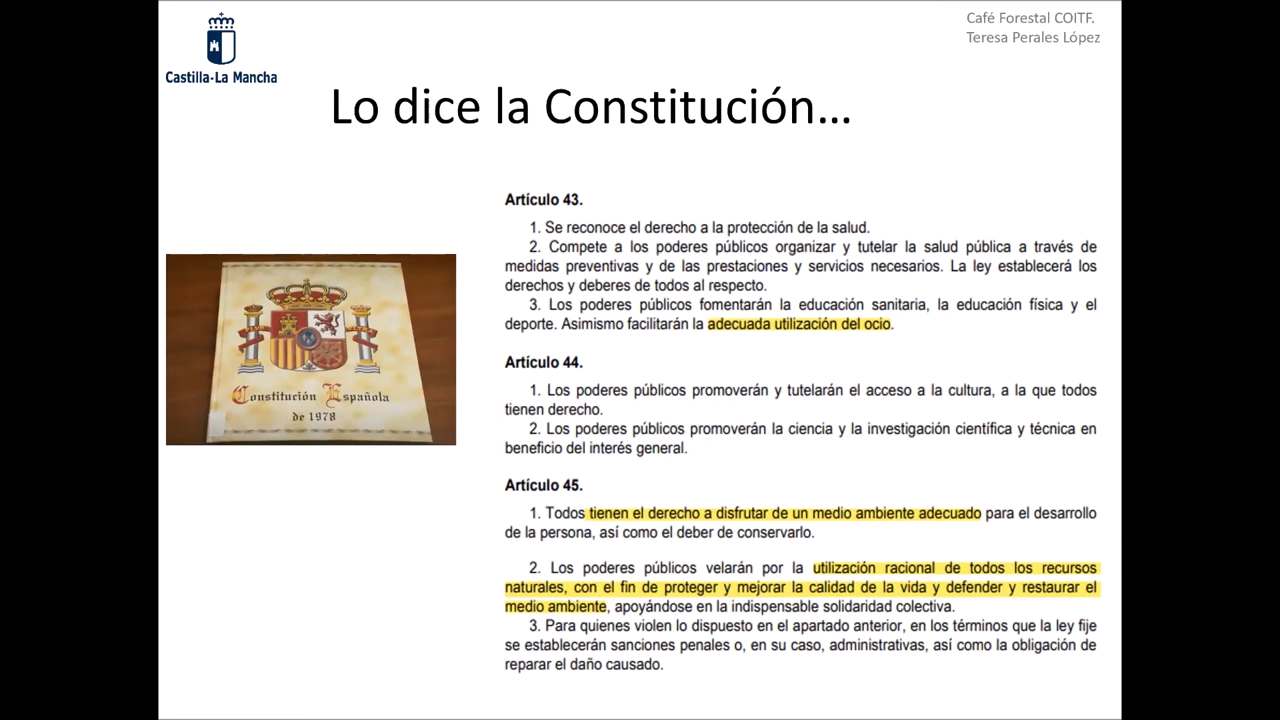 Café Forestal COITF.
Teresa Perales López
Castilla-La Mancha
Lo dice la Constitución...
Constitución Española
de 1978
Artículo 43.
1. Se reconoce el derecho a la protección de la salud.
2. Compete a los poderes públicos organizar y tutelar la salud pública a través de
medidas preventivas y de las prestaciones y servicios necesarios. La ley establecerá los
derechos y deberes de todos al respecto.
3. Los poderes públicos fomentarán la educación sanitaria, la educación física y el
deporte. Asimismo facilitarán la adecuada utilización del ocio.
Artículo 44.
1. Los poderes públicos promoverán y tutelarán el acceso a la cultura, a la que todos
tienen derecho.
2. Los poderes públicos promoverán la ciencia y la investigación científica y técnica en
beneficio del interés general.
Artículo 45.
1. Todos tienen el derecho a disfrutar de un medio ambiente adecuado para el desarrollo
de la persona, así como el deber de conservarlo.
2. Los poderes públicos velarán por la utilización racional de todos los recursos
naturales, con el fin de proteger y mejorar la calidad de la vida y defender y restaurar el
medio ambiente, apoyándose en la indispensable solidaridad colectiva.
3. Para quienes violen lo dispuesto en el apartado anterior, en los términos que la ley fije
se establecerán sanciones penales o, en su caso, administrativas, así como la obligación de
reparar el daño causado.